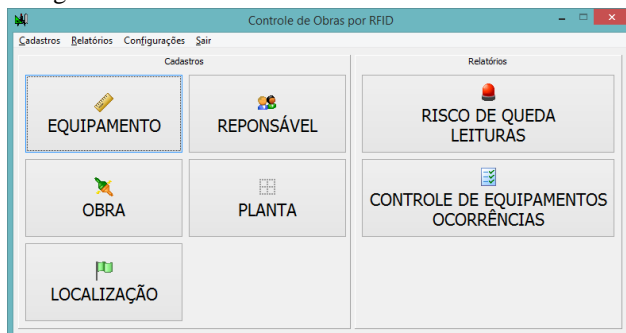 Controle de Obras por RFID
Cadastros Relatórios Configurações Sair
Cadastros
EQUIPAMENTO
REPONSÁVEL
OBRA
PLANTA
LOCALIZAÇÃO
Relatórios
RISCO DE QUEDA
LEITURAS
CONTROLE DE EQUIPAMENTOS
OCORRÊNCIAS